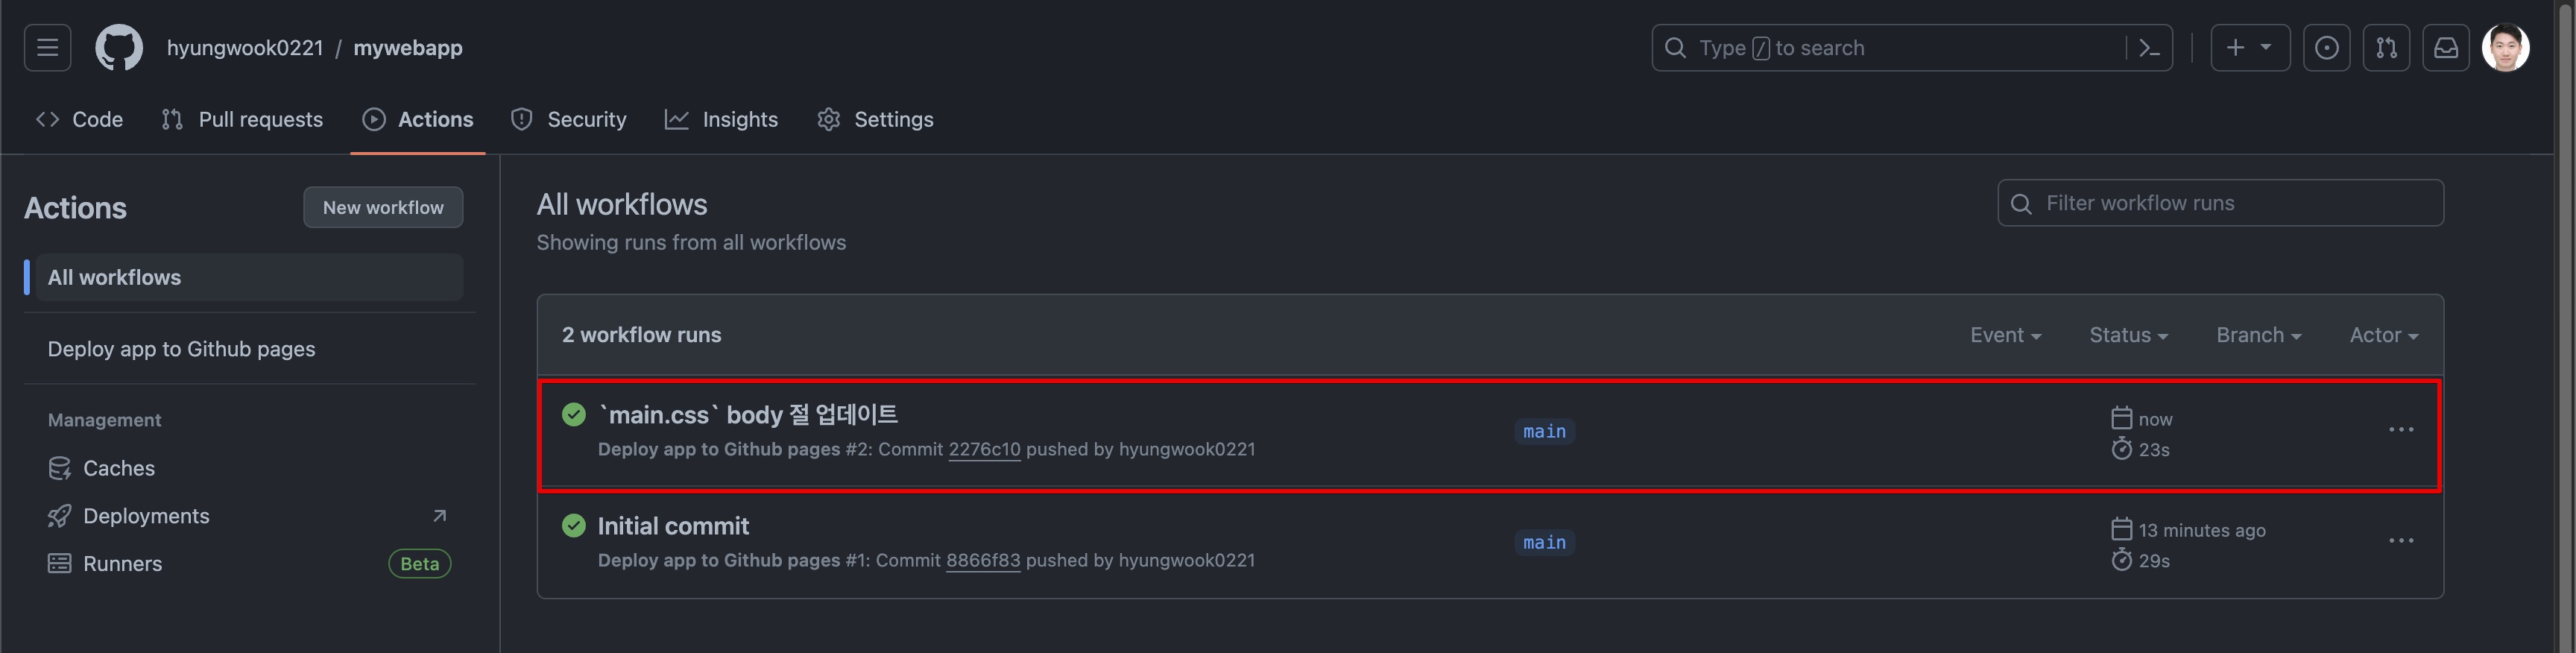 hyungwook0221 / mywebapp
Type / to search
Code
Pull requests
Actions
Security
Insights
Settings
Actions
New workflow
All workflows
Deploy app to Github pages
Management
Caches
Deployments
Runners
Beta
All workflows
Showing runs from all workflows
Filter workflow runs
2 workflow runs
Event
Status
Branch
Actor
`main.css` body 절 업데이트
Deploy app to Github pages #2: Commit 2276c10 pushed by hyungwook0221
main
now
23s
Initial commit
Deploy app to Github pages #1: Commit 8866f83 pushed by hyungwook0221
main
13 minutes ago
29s